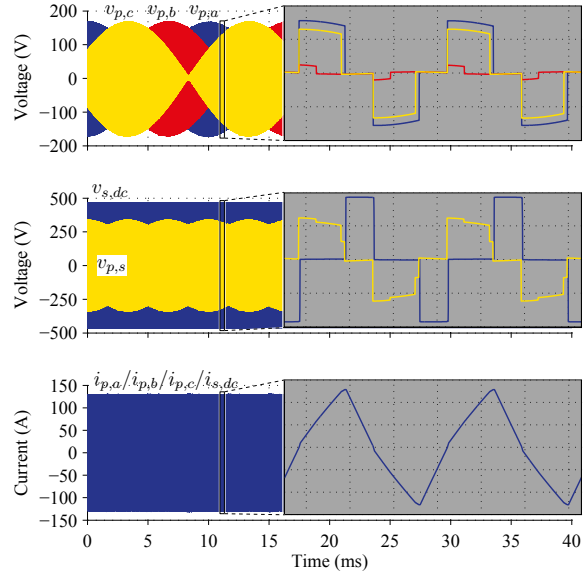 v_{p,c} v_{p,b} v_{p,a}
200
100
0
−100
−200
Voltage (V)
v_{s,dc}
500
250
0
−250
−500
Voltage (V)
v_{p,s}
i_{p,a}/i_{p,b}/i_{p,c}/i_{s,dc}
150
100
50
0
−50
−100
−150
Current (A)
0 5 10 15 20 25 30 35 40
Time (ms)